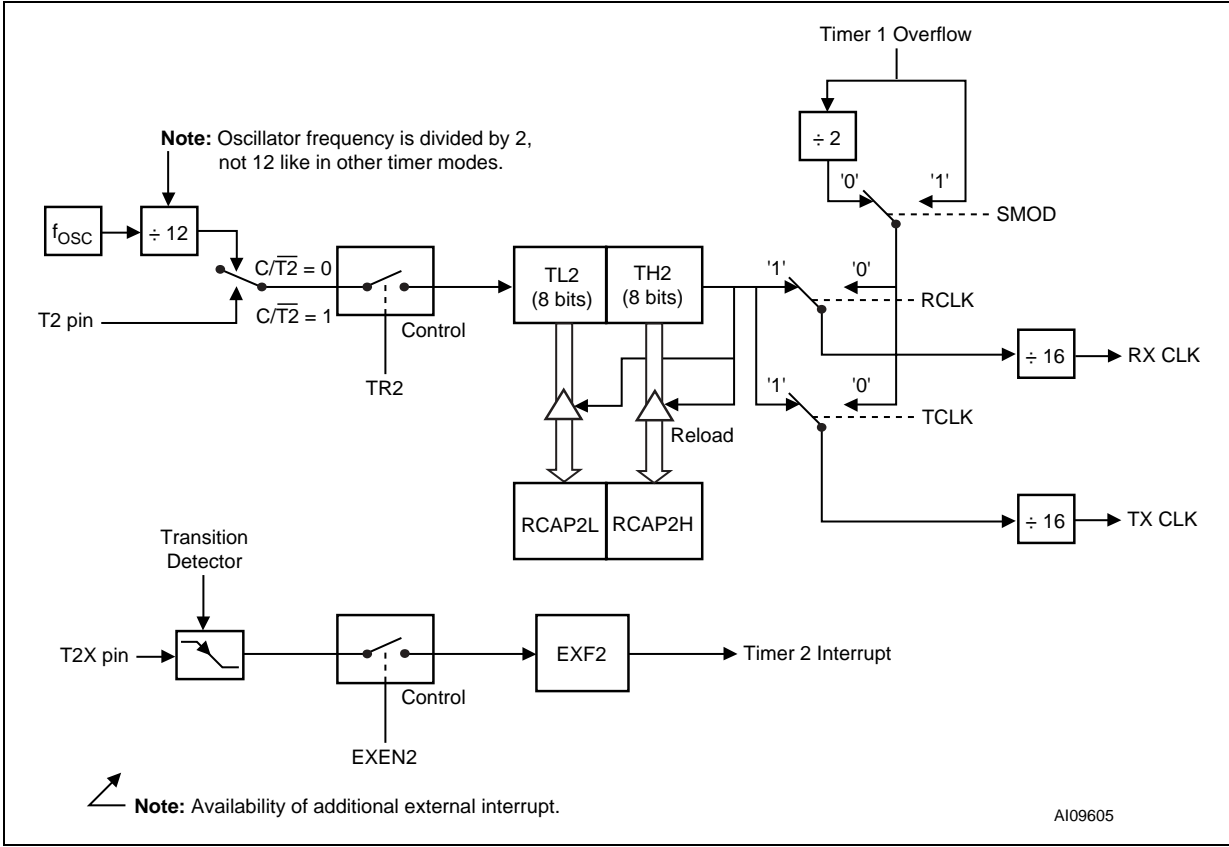 Timer 1 Overflow
÷ 2
Note: Oscillator frequency is divided by 2,
not 12 like in other timer modes.
'0'
'1'
SMOD
fOSC
÷ 12
C/T2 = 0
C/T2 = 1
T2 pin
Control
TR2
TL2
(8 bits)
TH2
(8 bits)
'1'
'0'
RCLK
÷ 16
RX CLK
'1'
'0'
TCLK
Reload
RCAP2L
RCAP2H
÷ 16
TX CLK
Transition
Detector
T2X pin
Control
EXEN2
EXF2
Timer 2 Interrupt
Note: Availability of additional external interrupt.
AI09605